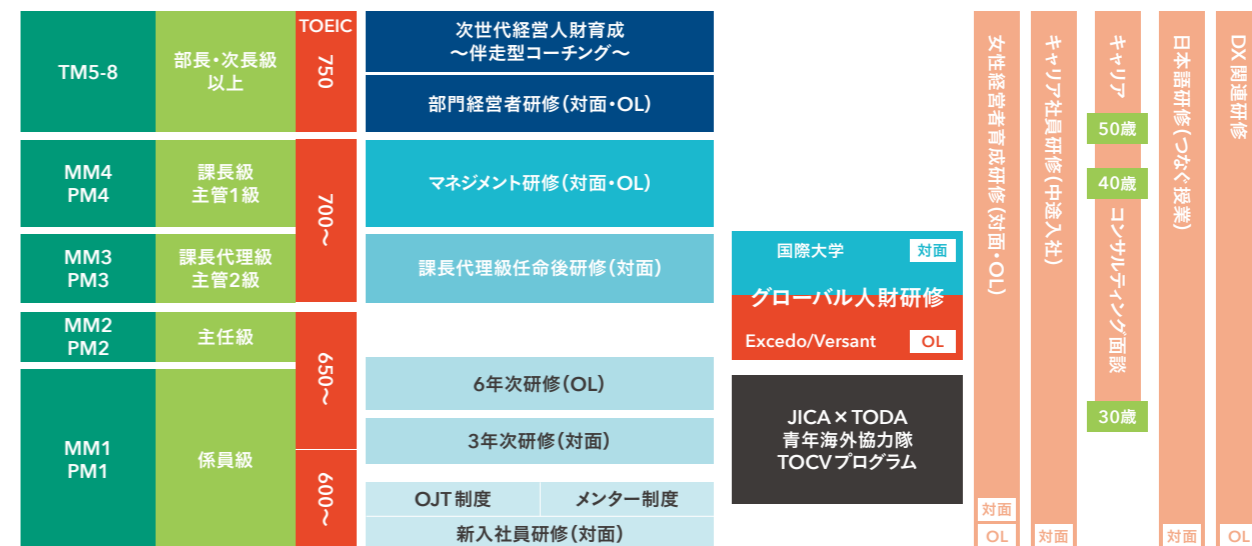 TM5-8
部長・次長級
以上
TOEIC
750
次世代経営人財育成
~伴走型コーチング~
部門経営者研修(対面・OL)
MM4
PM4
課長級
主管1級
700~
マネジメント研修(対面・OL)
MM3
PM3
課長代理級
主管2級
課長代理級任命後研修(対面)
MM2
PM2
主任級
650~
MM1
PM1
係員級
600~
6年次研修(OL)
3年次研修(対面)
OJT制度
メンター制度
新入社員研修(対面)
国際大学
対面
グローバル人財研修
Excedo/Versant
OL
JICA×TODA
青年海外協力隊
TOCVプログラム
女性経営者育成研修(対面・OL)
対面
OL
キャリア社員研修(中途入社)
対面
キャリア
50歳
40歳
コンサルティング面談
30歳
日本語研修(つなぐ授業)
対面
DX関連研修
OL